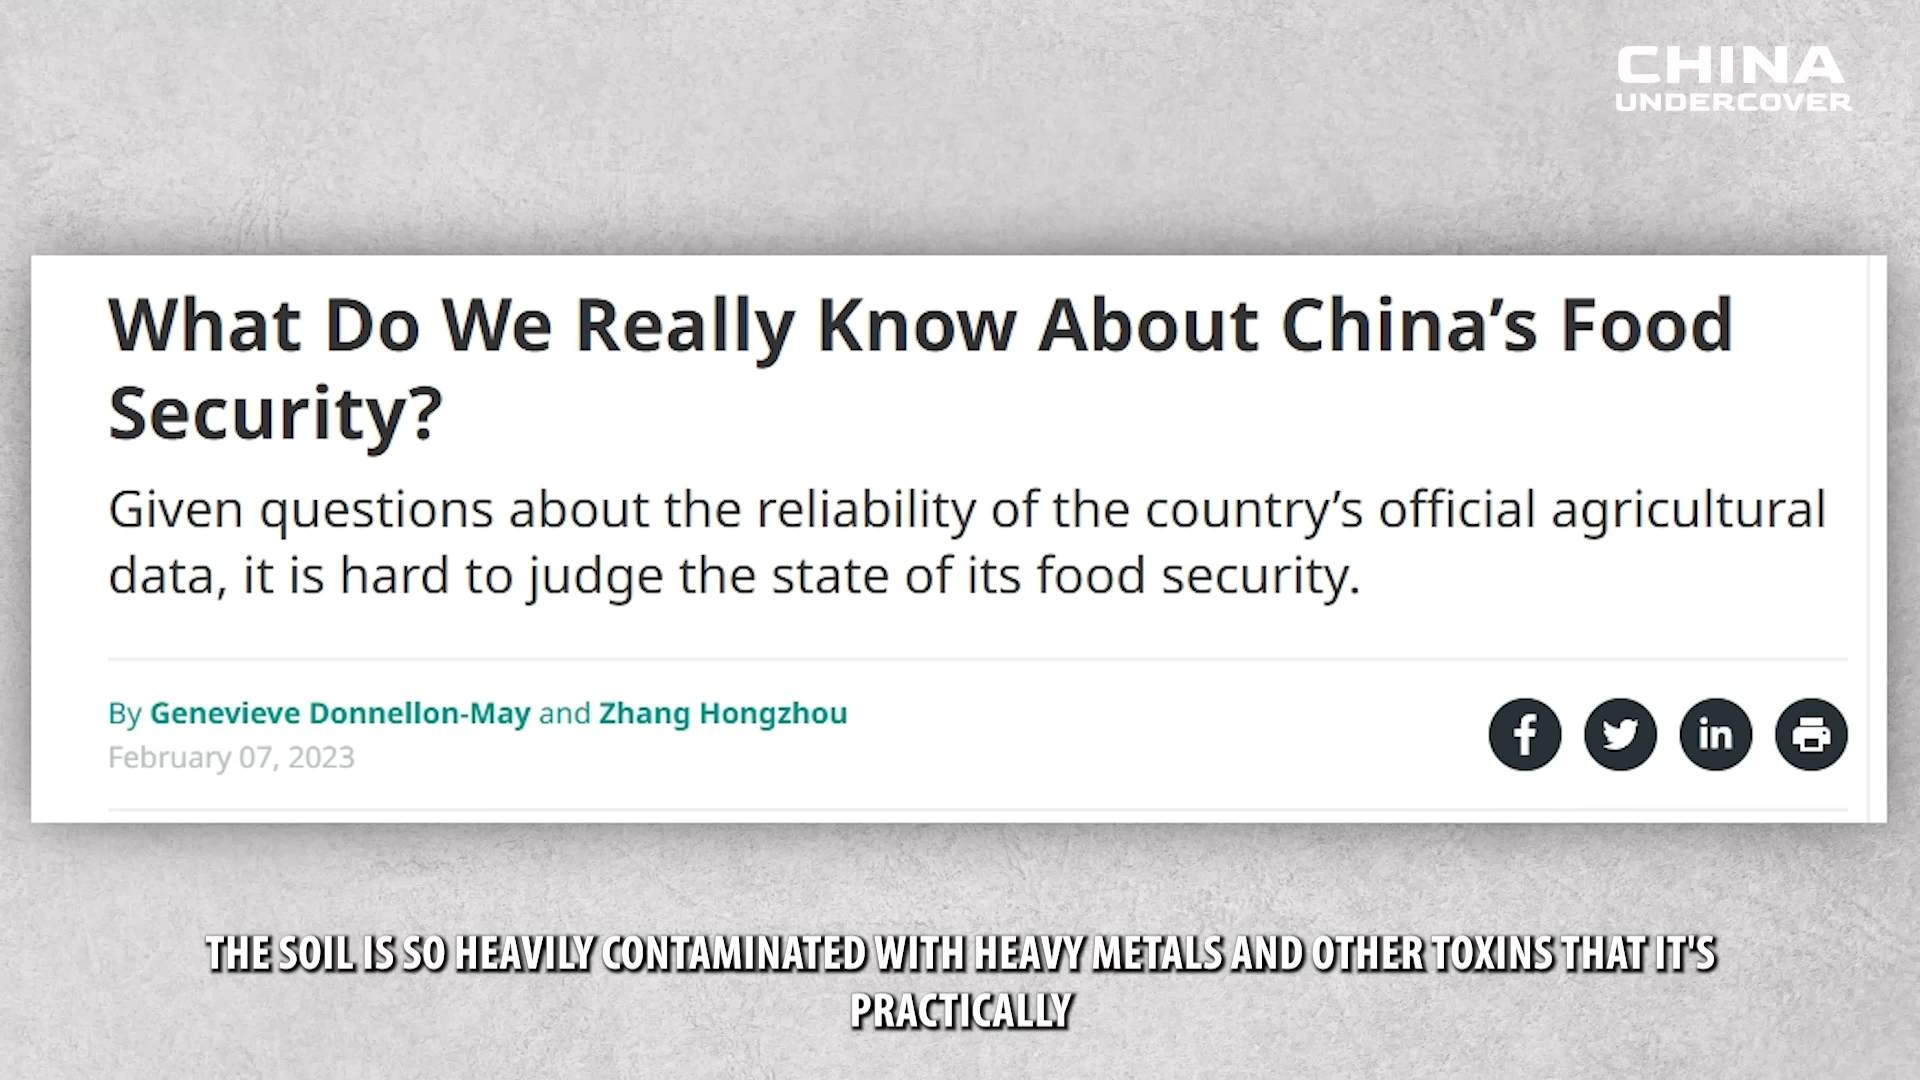 CHINA
UNDERCOVER
What Do We Really Know About China’s Food
Security?
Given questions about the reliability of the country’s official agricultural
data, it is hard to judge the state of its food security.
By Genevieve Donnellon-May and Zhang Hongzhou
February 07, 2023
THE SOIL IS SO HEAVILY CONTAMINATED WITH HEAVY METALS AND OTHER TOXINS THAT IT'S
PRACTICALLY